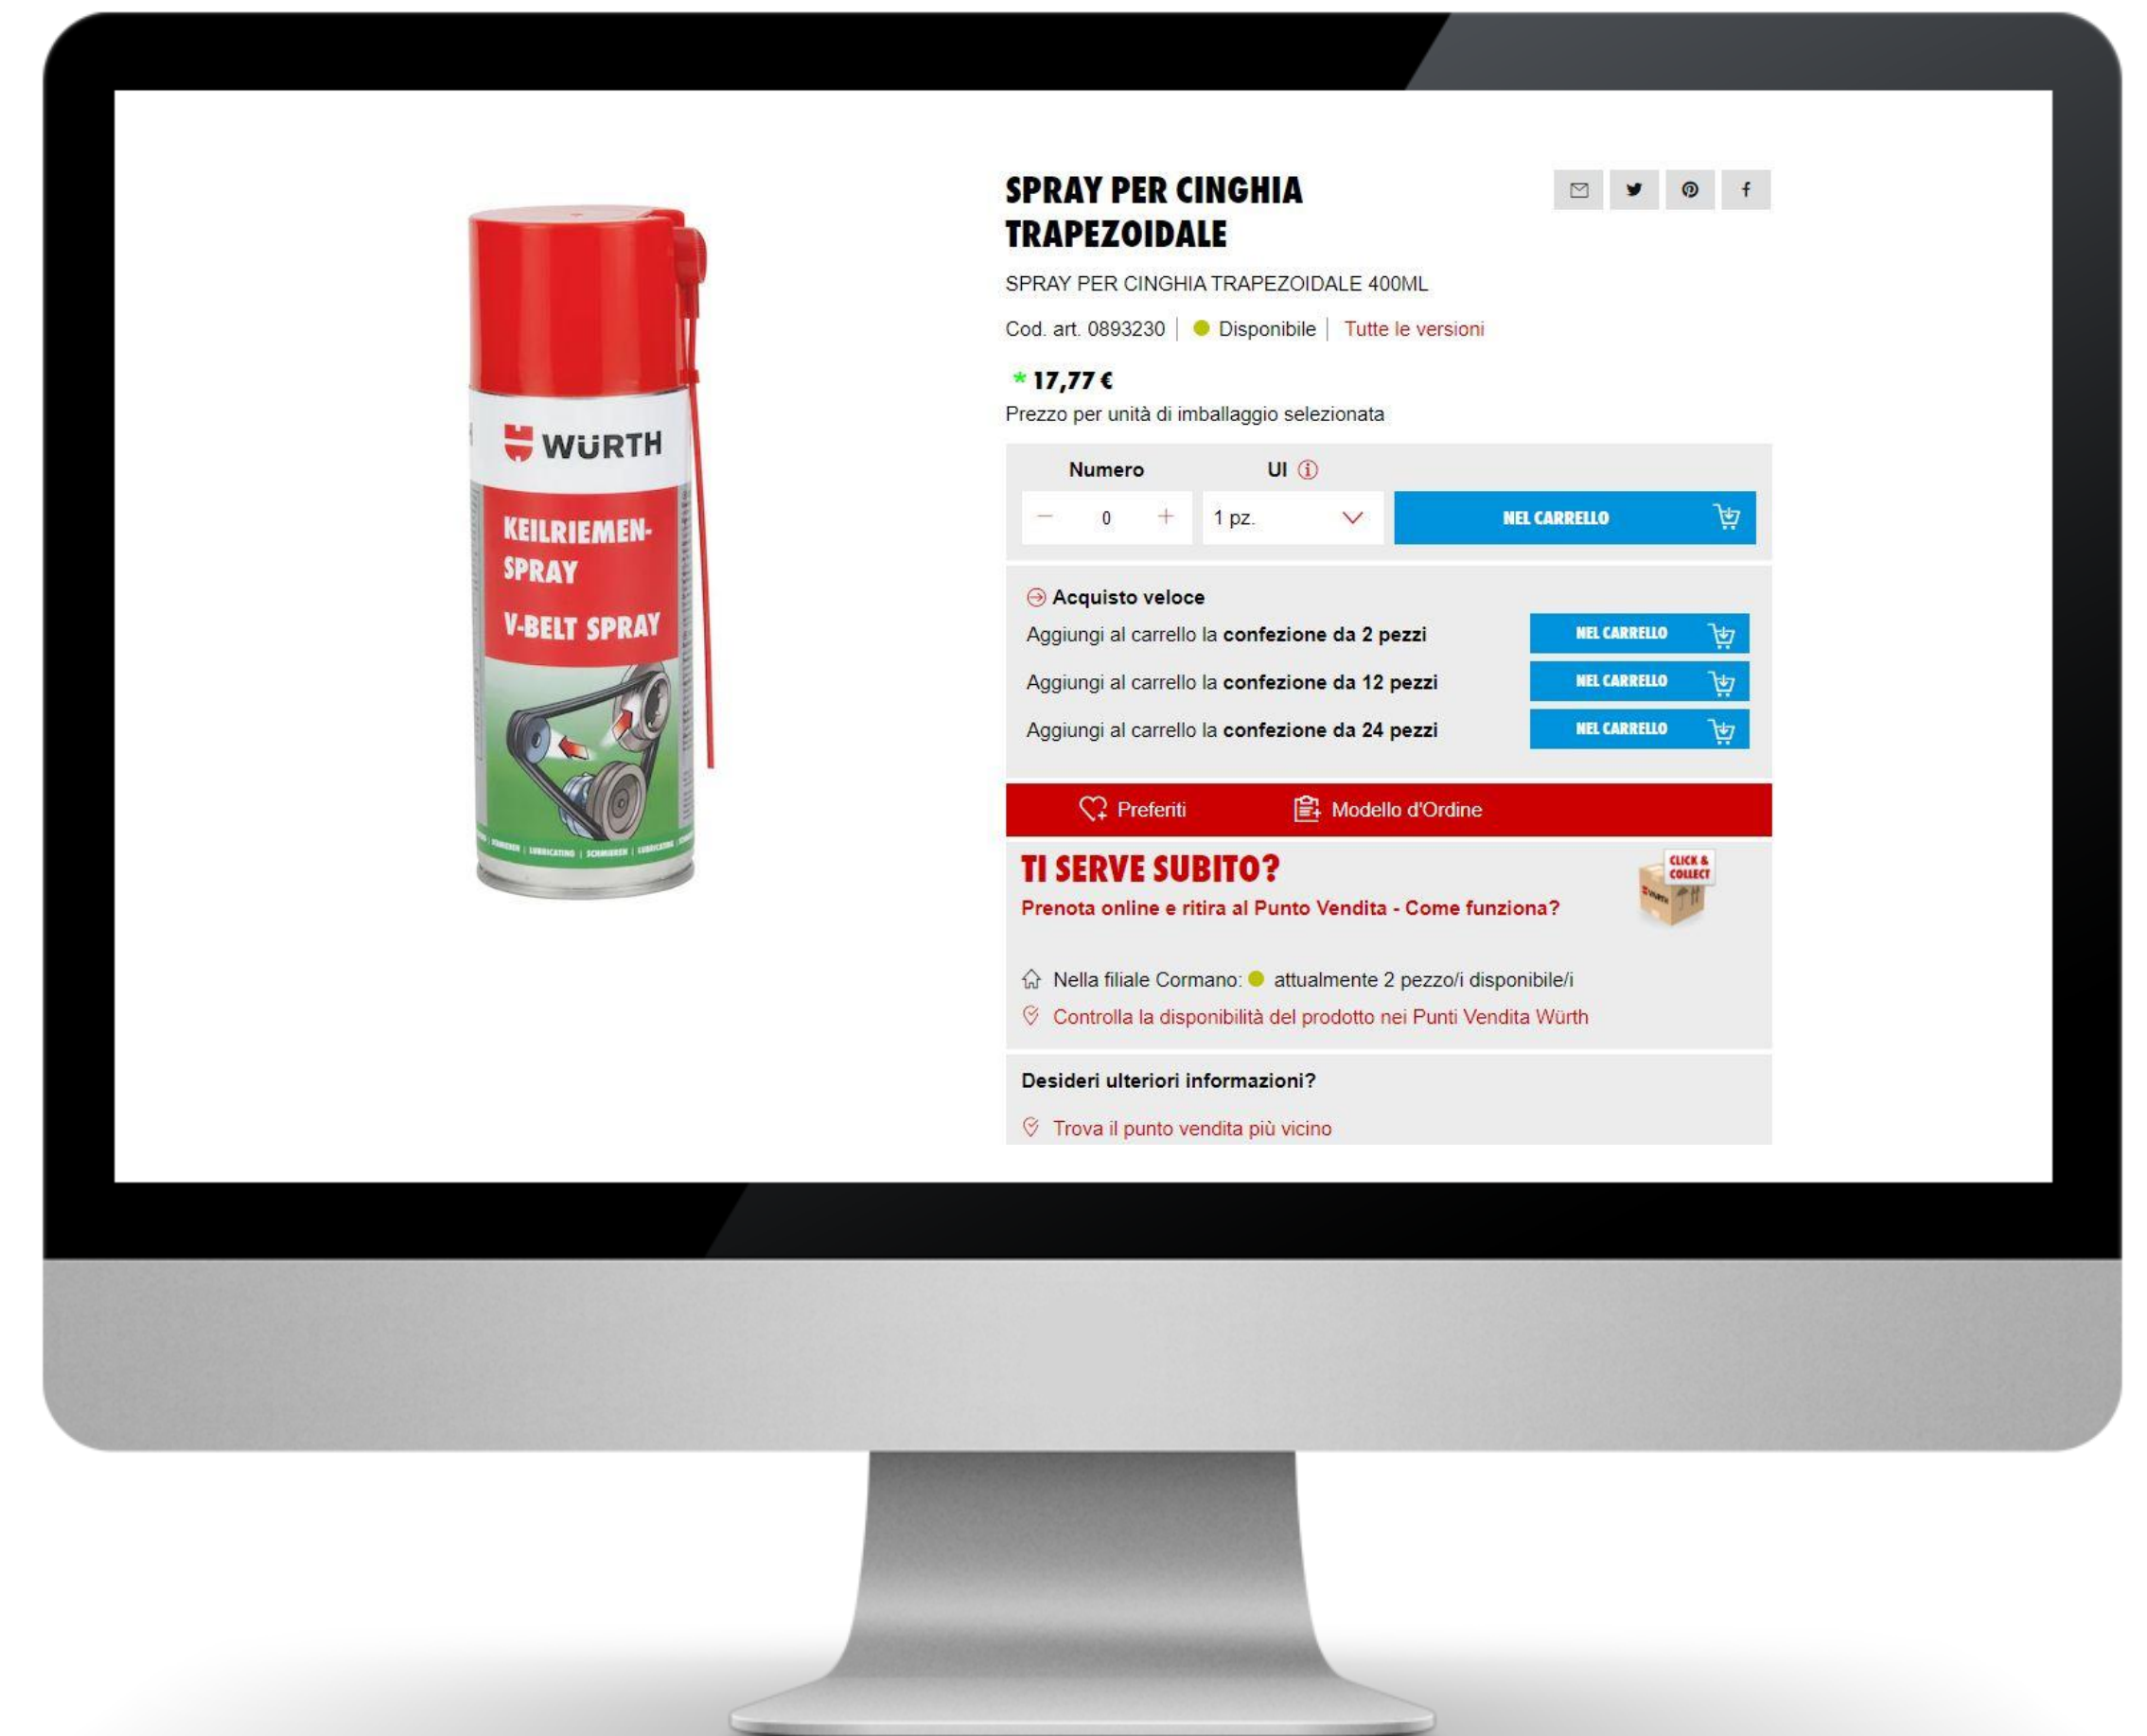 SPRAY PER CINGHIA
TRAPEZOIDALE
SPRAY PER CINGHIA TRAPEZOIDALE 400ML
Cod. art. 0893230 | Disponibile | Tutte le versioni
* 17,77 €
Prezzo per unità di imballaggio selezionata
Numero UI
− 0 + 1 pz. NEL CARRELLO
Acquisto veloce
Aggiungi al carrello la confezione da 2 pezzi NEL CARRELLO
Aggiungi al carrello la confezione da 12 pezzi NEL CARRELLO
Aggiungi al carrello la confezione da 24 pezzi NEL CARRELLO
Preferiti Modello d'Ordine
TI SERVE SUBITO?
Prenota online e ritira al Punto Vendita - Come funziona?
CLICK &
COLLECT
WÜRTH
Nella filiale Cormano: attualmente 2 pezzo/i disponibile/i
Controlla la disponibilità del prodotto nei Punti Vendita Würth
Desideri ulteriori informazioni?
Trova il punto vendita più vicino
WÜRTH
KEILRIEMEN-
SPRAY
V-BELT SPRAY
SCHMIEREN | LUBRICATING | SCHMIEREN | LUBRICATING